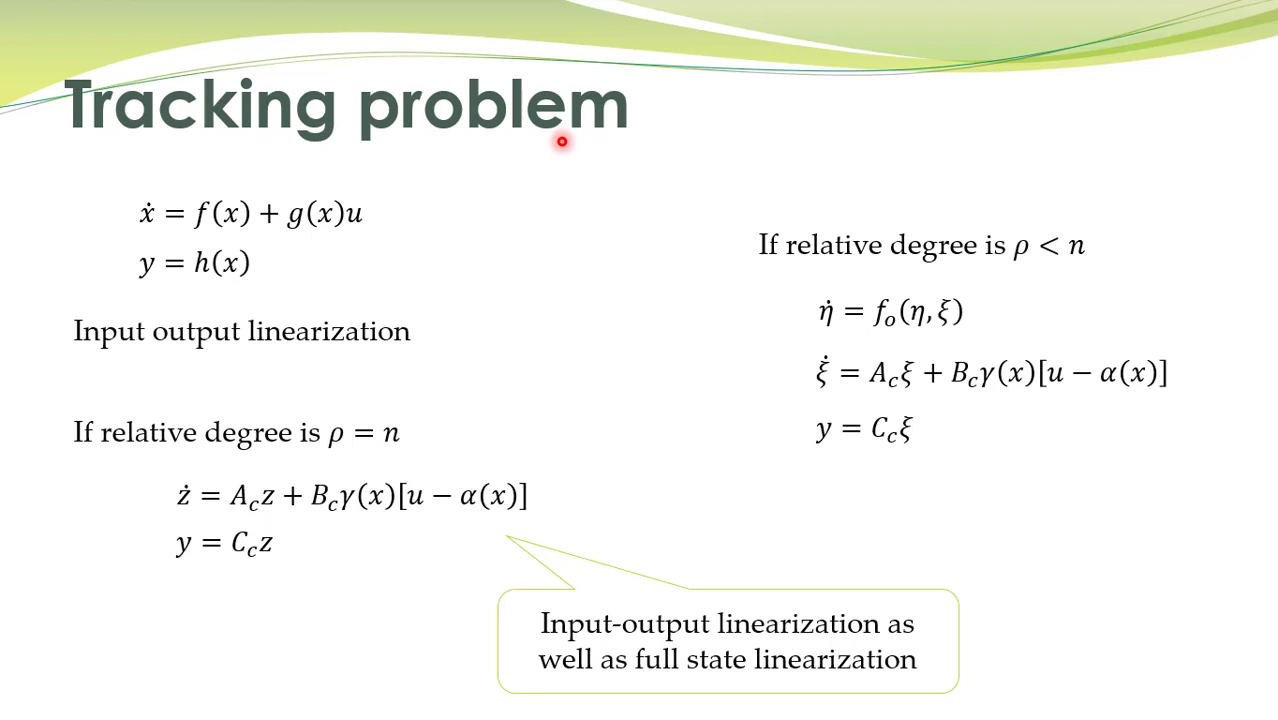 Tracking problem
ẋ = f(x) + g(x)u
y = h(x)
Input output linearization
If relative degree is ρ = n
ż = A_c z + B_c γ(x)[u − α(x)]
y = C_c z
Input-output linearization as
well as full state linearization
If relative degree is ρ < n
η̇ = f_o(η, ξ)
ξ̇ = A_c ξ + B_c γ(x)[u − α(x)]
y = C_c ξ